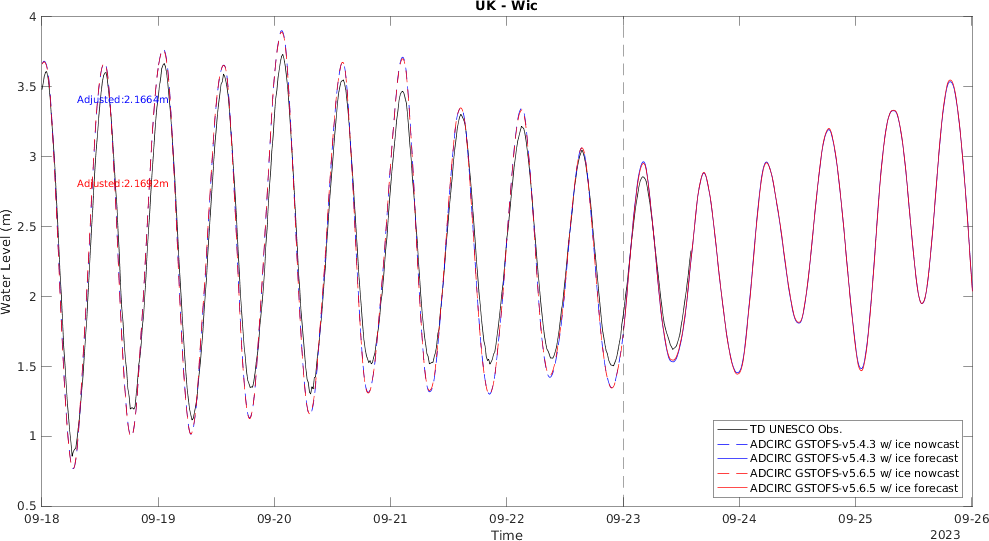 UK - Wic
4
3.5
3
2.5
2
1.5
1
0.5
Water Level (m)
Adjusted:2.1664m
Adjusted:2.1692m
TD UNESCO Obs.
ADCIRC GSTOFS-v5.4.3 w/ ice nowcast
ADCIRC GSTOFS-v5.4.3 w/ ice forecast
ADCIRC GSTOFS-v5.6.5 w/ ice nowcast
ADCIRC GSTOFS-v5.6.5 w/ ice forecast
09-18 09-19 09-20 09-21 09-22 09-23 09-24 09-25 09-26
Time
2023